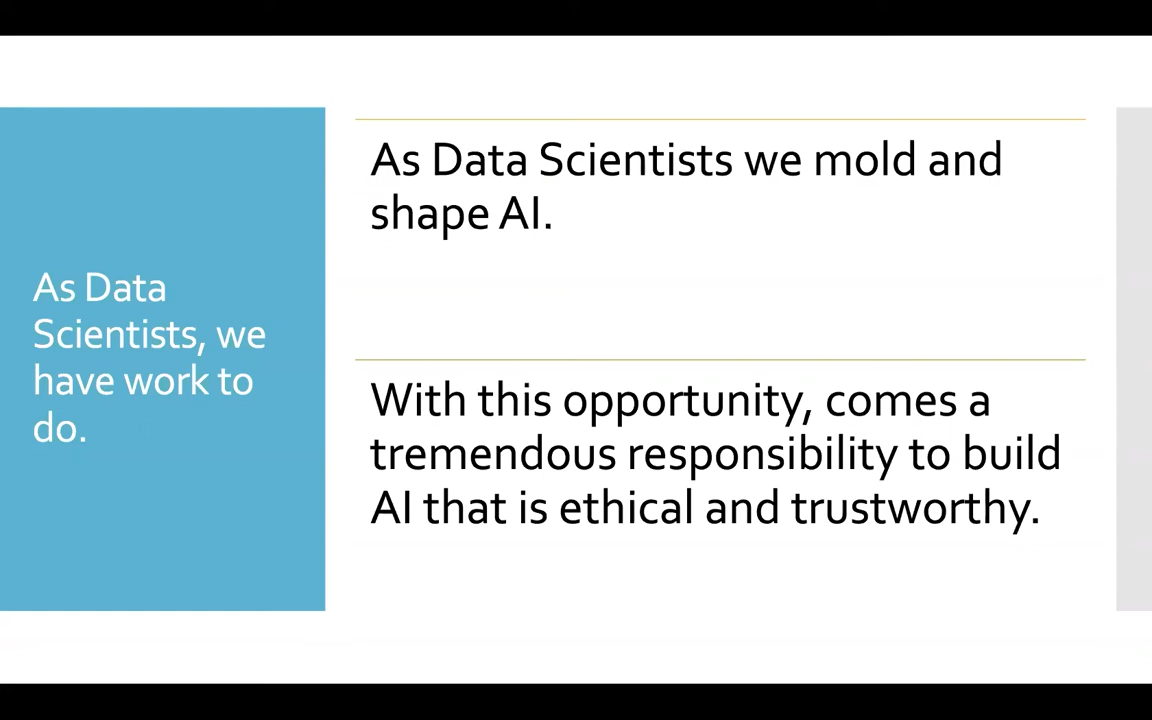 As Data
Scientists, we
have work to
do.
As Data Scientists we mold and
shape AI.
With this opportunity, comes a
tremendous responsibility to build
AI that is ethical and trustworthy.